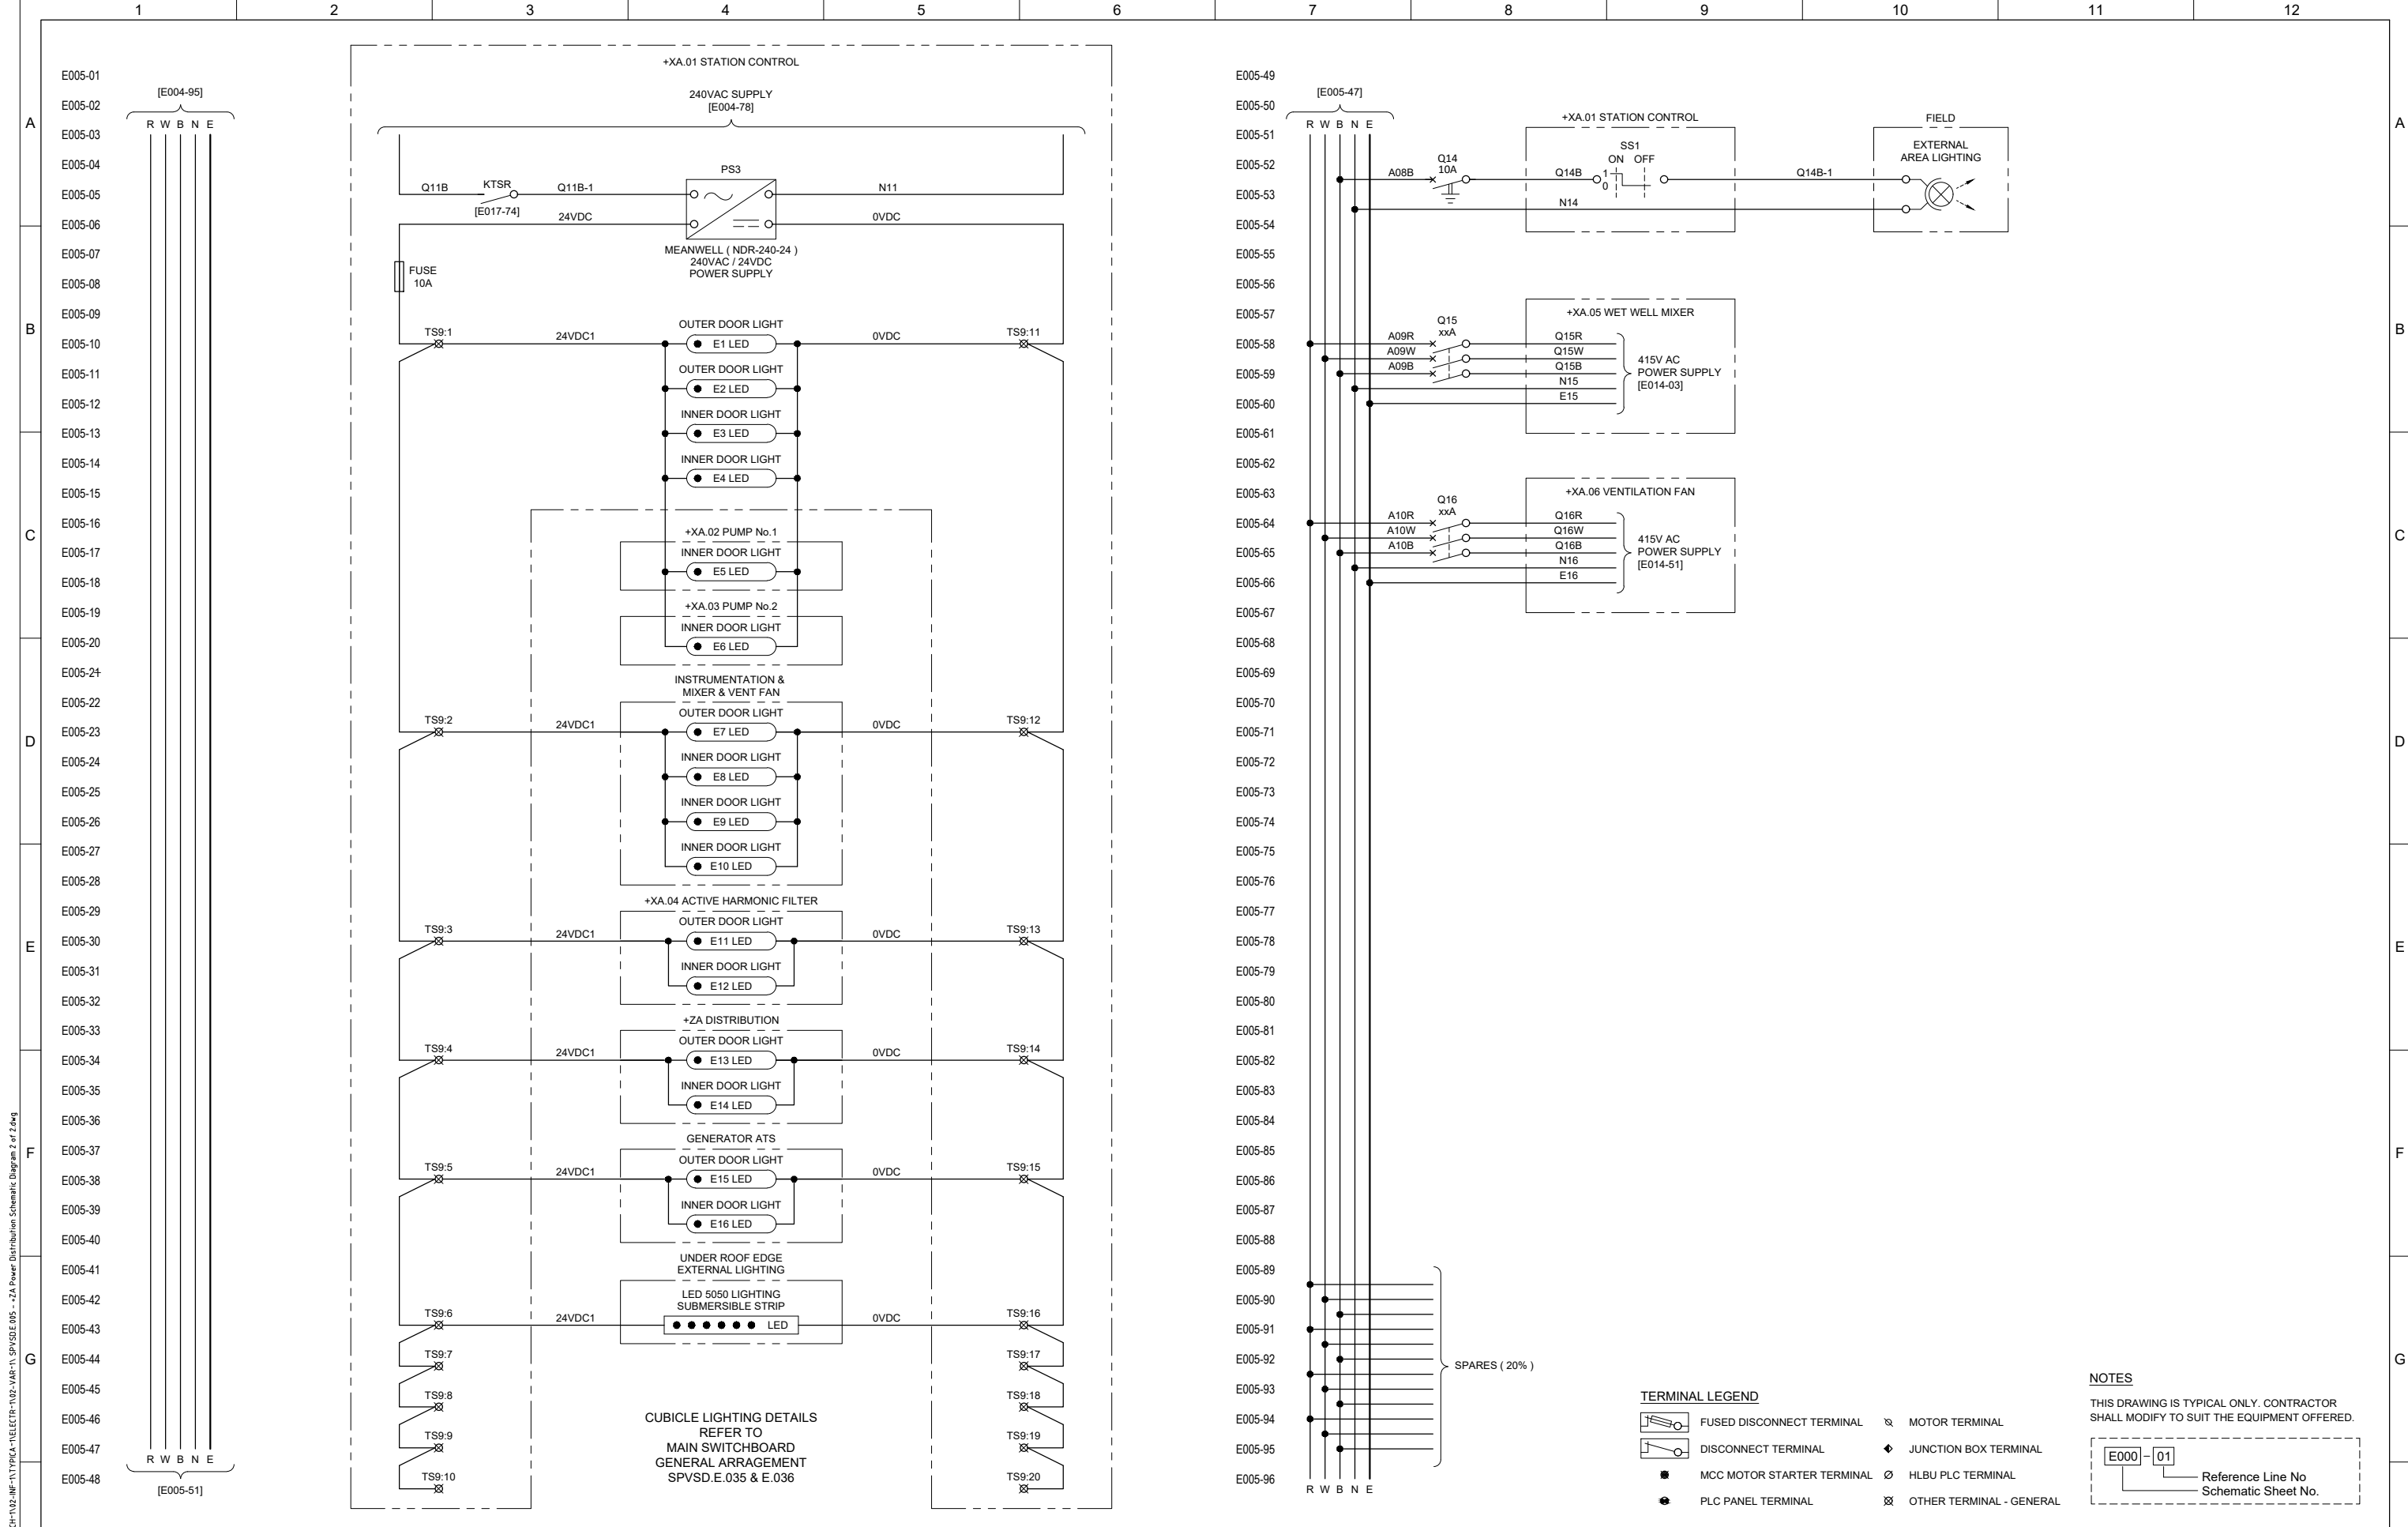 1 2 3 4 5 6 7 8 9 10 11 12
A
B
C
D
E
F
G
E005-01
E005-02
E005-03
E005-04
E005-05
E005-06
E005-07
E005-08
E005-09
E005-10
E005-11
E005-12
E005-13
E005-14
E005-15
E005-16
E005-17
E005-18
E005-19
E005-20
E005-21
E005-22
E005-23
E005-24
E005-25
E005-26
E005-27
E005-28
E005-29
E005-30
E005-31
E005-32
E005-33
E005-34
E005-35
E005-36
E005-37
E005-38
E005-39
E005-40
E005-41
E005-42
E005-43
E005-44
E005-45
E005-46
E005-47
E005-48
[E004-95]
R W B N E
R W B N E
[E005-51]
+XA.01 STATION CONTROL
240VAC SUPPLY
[E004-78]
PS3
Q11B KTSR Q11B-1 N11
[E017-74]
24VDC 0VDC
MEANWELL ( NDR-240-24 )
240VAC / 24VDC
POWER SUPPLY
FUSE
10A
OUTER DOOR LIGHT
TS9:1 24VDC1 E1 LED 0VDC TS9:11
OUTER DOOR LIGHT
E2 LED
INNER DOOR LIGHT
E3 LED
INNER DOOR LIGHT
E4 LED
+XA.02 PUMP No.1
INNER DOOR LIGHT
E5 LED
+XA.03 PUMP No.2
INNER DOOR LIGHT
E6 LED
INSTRUMENTATION &
MIXER & VENT FAN
OUTER DOOR LIGHT
TS9:2 24VDC1 E7 LED 0VDC TS9:12
INNER DOOR LIGHT
E8 LED
INNER DOOR LIGHT
E9 LED
INNER DOOR LIGHT
E10 LED
+XA.04 ACTIVE HARMONIC FILTER
OUTER DOOR LIGHT
TS9:3 24VDC1 E11 LED 0VDC TS9:13
INNER DOOR LIGHT
E12 LED
+ZA DISTRIBUTION
OUTER DOOR LIGHT
TS9:4 24VDC1 E13 LED 0VDC TS9:14
INNER DOOR LIGHT
E14 LED
GENERATOR ATS
OUTER DOOR LIGHT
TS9:5 24VDC1 E15 LED 0VDC TS9:15
INNER DOOR LIGHT
E16 LED
UNDER ROOF EDGE
EXTERNAL LIGHTING
LED 5050 LIGHTING
SUBMERSIBLE STRIP
TS9:6 24VDC1 LED 0VDC TS9:16
TS9:7 TS9:17
TS9:8 TS9:18
TS9:9 TS9:19
TS9:10 TS9:20
CUBICLE LIGHTING DETAILS
REFER TO
MAIN SWITCHBOARD
GENERAL ARRAGEMENT
SPVSD.E.035 & E.036
E005-49
E005-50
E005-51
E005-52
E005-53
E005-54
E005-55
E005-56
E005-57
E005-58
E005-59
E005-60
E005-61
E005-62
E005-63
E005-64
E005-65
E005-66
E005-67
E005-68
E005-69
E005-70
E005-71
E005-72
E005-73
E005-74
E005-75
E005-76
E005-77
E005-78
E005-79
E005-80
E005-81
E005-82
E005-83
E005-84
E005-85
E005-86
E005-87
E005-88
E005-89
E005-90
E005-91
E005-92
E005-93
E005-94
E005-95
E005-96
[E005-47]
R W B N E
+XA.01 STATION CONTROL
FIELD
SS1
ON OFF
1
0
EXTERNAL
AREA LIGHTING
Q14
10A
A08B Q14B Q14B-1
N14
+XA.05 WET WELL MIXER
Q15
xxA
A09R Q15R
A09W Q15W
A09B Q15B
N15
E15
415V AC
POWER SUPPLY
[E014-03]
+XA.06 VENTILATION FAN
Q16
xxA
A10R Q16R
A10W Q16W
A10B Q16B
N16
E16
415V AC
POWER SUPPLY
[E014-51]
SPARES ( 20% )
R W B N E
TERMINAL LEGEND
FUSED DISCONNECT TERMINAL
DISCONNECT TERMINAL
MCC MOTOR STARTER TERMINAL
PLC PANEL TERMINAL
MOTOR TERMINAL
JUNCTION BOX TERMINAL
HLBU PLC TERMINAL
OTHER TERMINAL - GENERAL
NOTES
THIS DRAWING IS TYPICAL ONLY. CONTRACTOR
SHALL MODIFY TO SUIT THE EQUIPMENT OFFERED.
E000 - 01
Reference Line No
Schematic Sheet No.
A
B
C
D
E
F
G
CH~1\02-INF~1\TYPICA~1\ELECTR~1\02-VAR~1\ SPVSD.E.005 - +ZA Power Distribution Schematic Diagram 2 of 2.dwg